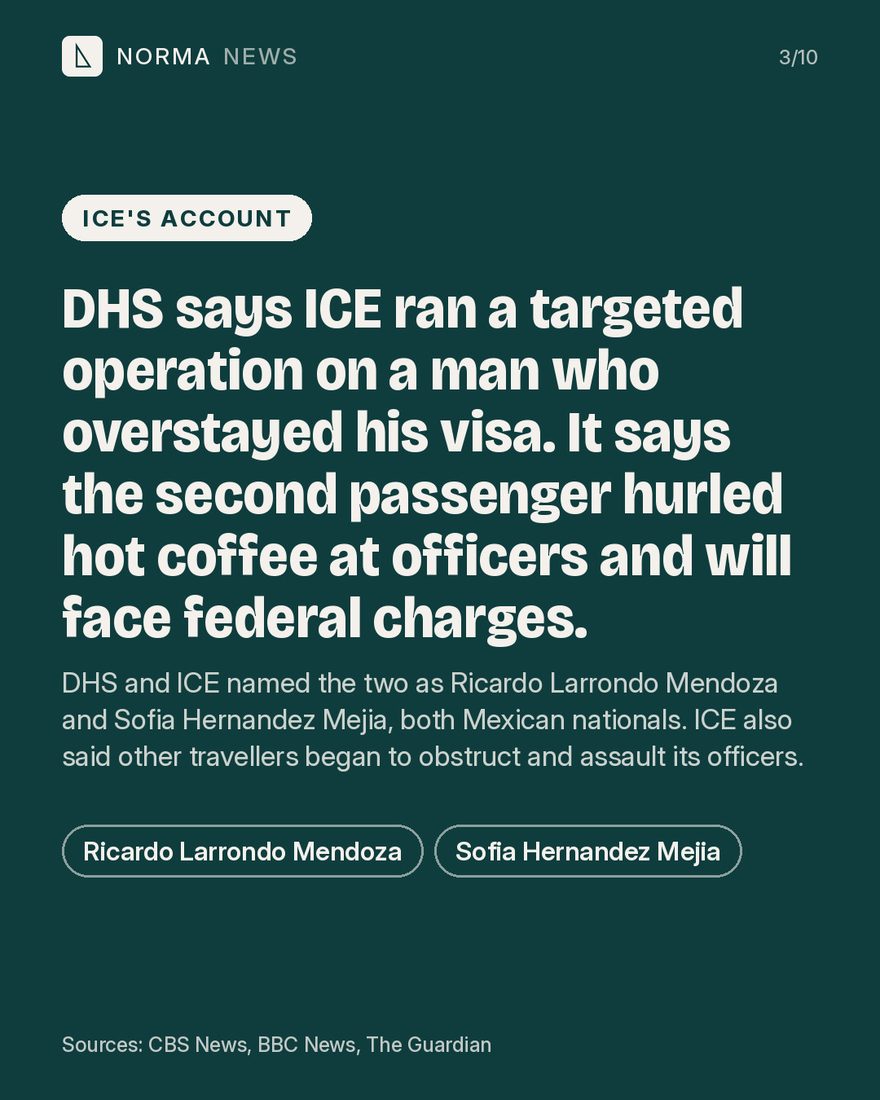 NORMA NEWS
3/10
ICE'S ACCOUNT
DHS says ICE ran a targeted
operation on a man who
overstayed his visa. It says
the second passenger hurled
hot coffee at officers and will
face federal charges.
DHS and ICE named the two as Ricardo Larrondo Mendoza
and Sofia Hernandez Mejia, both Mexican nationals. ICE also
said other travellers began to obstruct and assault its officers.
Ricardo Larrondo Mendoza
Sofia Hernandez Mejia
Sources: CBS News, BBC News, The Guardian